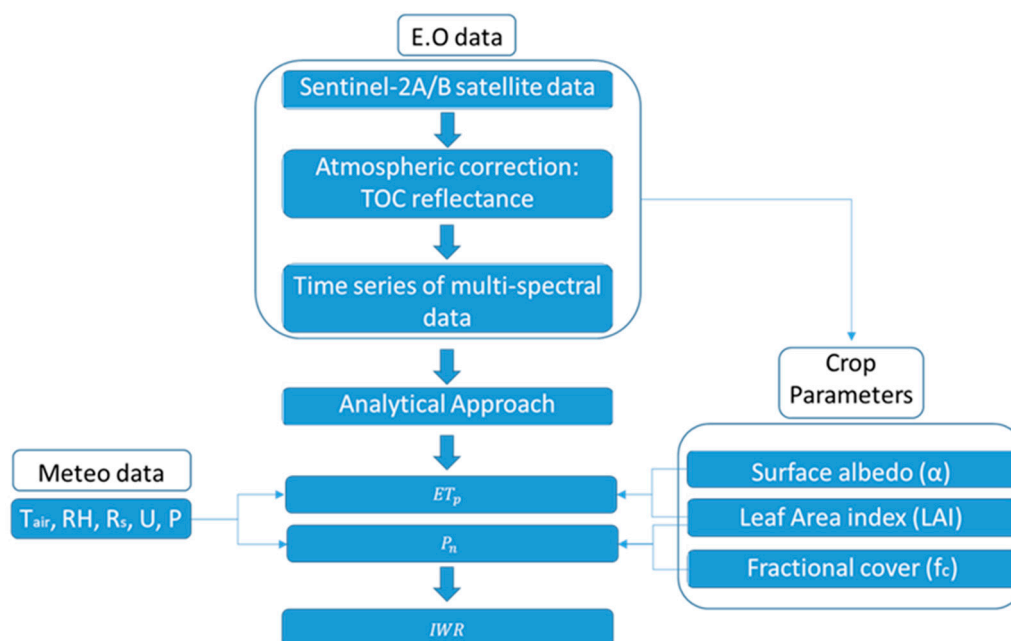 E.O data
Sentinel-2A/B satellite data
Atmospheric correction:
TOC reflectance
Time series of multi-spectral
data
Analytical Approach
Crop
Parameters
Meteo data
Tair, RH, Rs, U, P
ETp
Pn
IWR
Surface albedo (α)
Leaf Area index (LAI)
Fractional cover (fc)